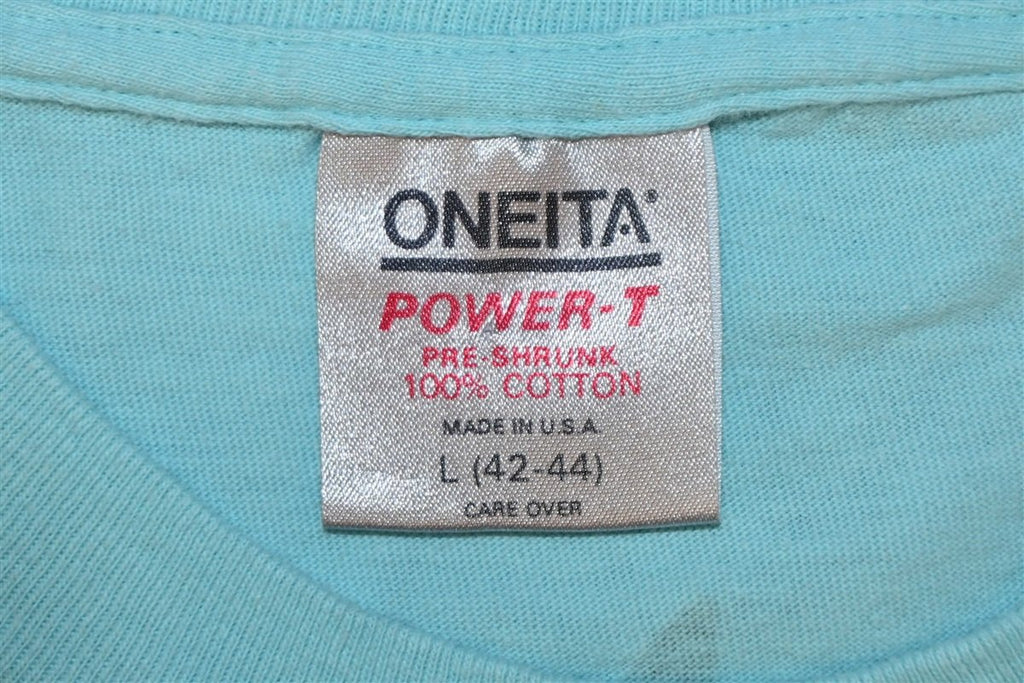 ONEITA®
POWER-T
PRE-SHRUNK
100% COTTON
MADE IN U.S.A.
L (42-44)
CARE OVER